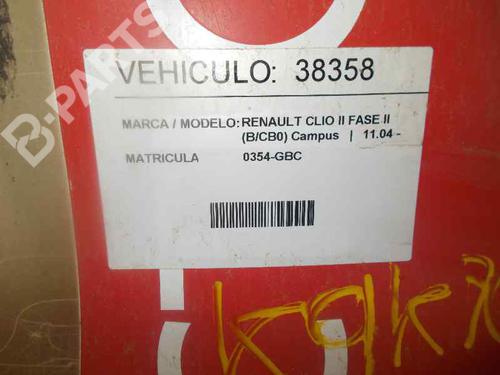 B-PARTS
VEHICULO: 38358
MARCA / MODELO: RENAULT CLIO II FASE II
(B/CB0) Campus | 11.04 -
MATRICULA 0354-GBC